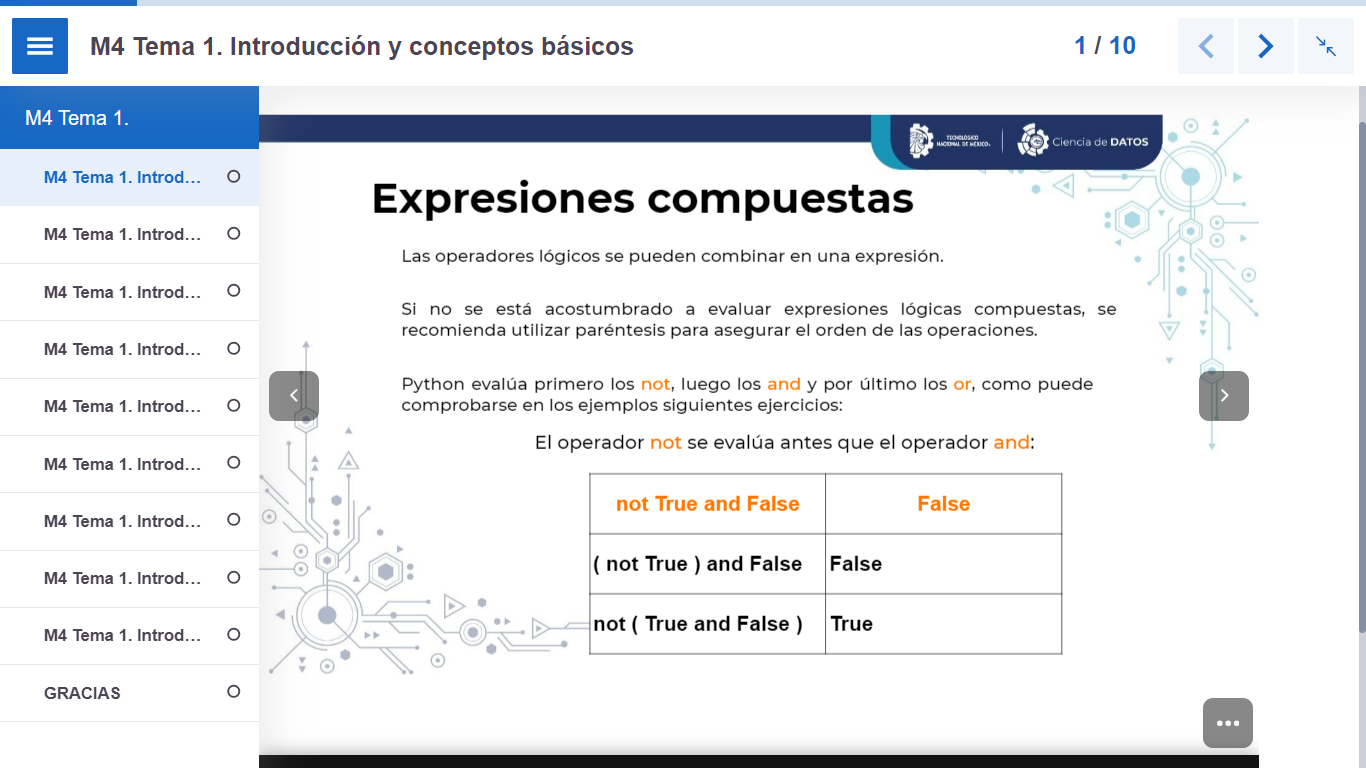 M4 Tema 1. Introducción y conceptos básicos
1 / 10
M4 Tema 1.
M4 Tema 1. Introd...
M4 Tema 1. Introd...
M4 Tema 1. Introd...
M4 Tema 1. Introd...
M4 Tema 1. Introd...
M4 Tema 1. Introd...
M4 Tema 1. Introd...
M4 Tema 1. Introd...
M4 Tema 1. Introd...
GRACIAS
TECNOLÓGICO
NACIONAL DE MÉXICO
Ciencia de DATOS
Expresiones compuestas
Las operadores lógicos se pueden combinar en una expresión.
Si no se está acostumbrado a evaluar expresiones lógicas compuestas, se
recomienda utilizar paréntesis para asegurar el orden de las operaciones.
Python evalúa primero los not, luego los and y por último los or, como puede
comprobarse en los ejemplos siguientes ejercicios:
El operador not se evalúa antes que el operador and:
not True and False False
( not True ) and False False
not ( True and False ) True